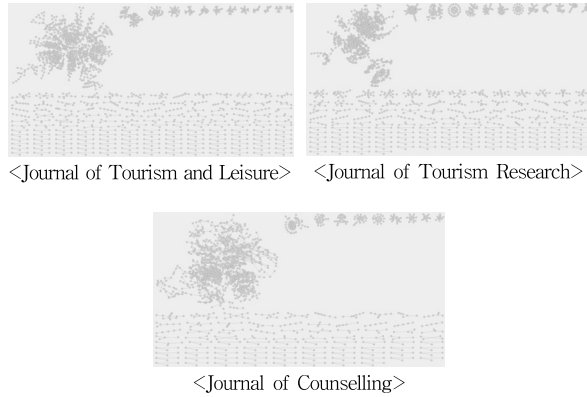 <Journal of Tourism and Leisure>
<Journal of Tourism Research>
<Journal of Counselling>